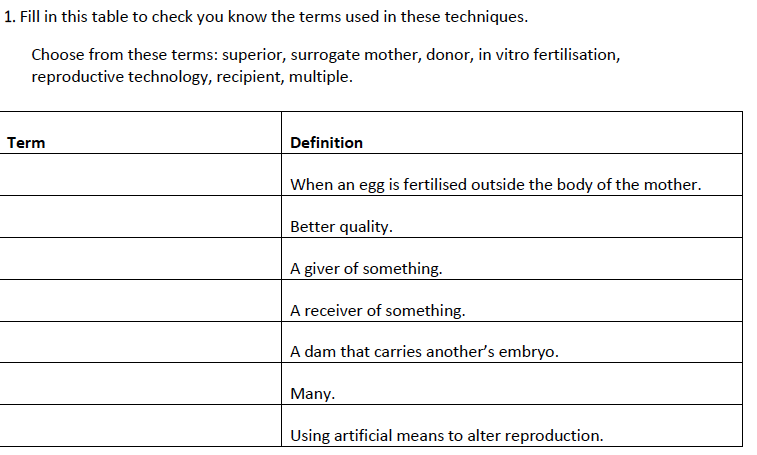 1. Fill in this table to check you know the terms used in these techniques.
Choose from these terms: superior, surrogate mother, donor, in vitro fertilisation,
reproductive technology, recipient, multiple.
Term Definition
When an egg is fertilised outside the body of the mother.
Better quality.
A giver of something.
A receiver of something.
A dam that carries another’s embryo.
Many.
Using artificial means to alter reproduction.